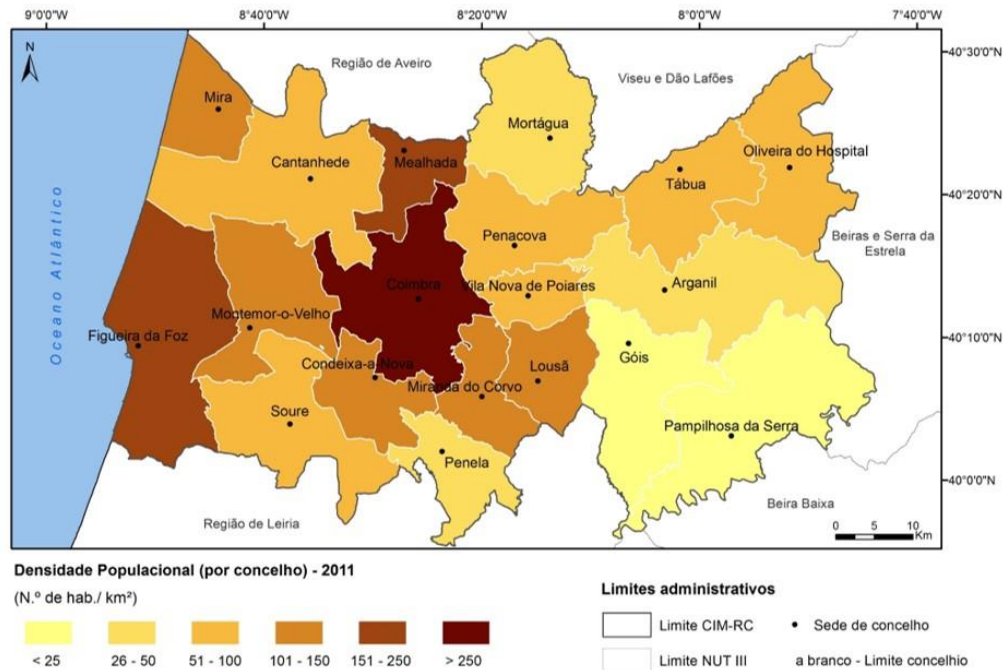 9°0'0"W 8°40'0"W 8°20'0"W 8°0'0"W 7°40'0"W
N
40°30'0"N
40°20'0"N
40°10'0"N
40°0'0"N
Região de Aveiro
Viseu e Dão Lafões
Mira
Mortágua
Cantanhede
Mealhada
Oliveira do Hospital
Tábua
Oceano Atlântico
Penacova
Beiras e Serra da
Estrela
Coimbra
Vila Nova de Poiares
Arganil
Montemor-o-Velho
Figueira da Foz
Góis
Condeixa-a-Nova
Lousã
Miranda do Corvo
Soure
Pampilhosa da Serra
Penela
Beira Baixa
Região de Leiria
0 5 10
Km
Densidade Populacional (por concelho) - 2011
(N.º de hab./ km²)
< 25 26 - 50 51 - 100 101 - 150 151 - 250 > 250
Limites administrativos
Limite CIM-RC
Sede de concelho
Limite NUT III
a branco - Limite concelhio